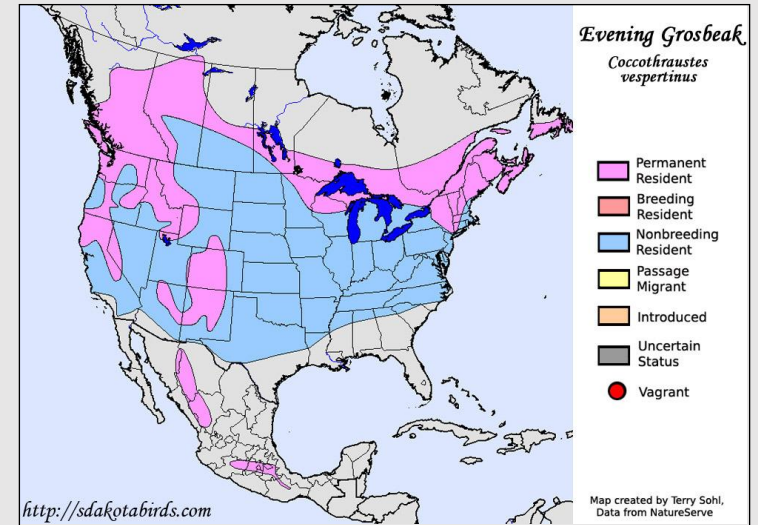 Evening Grosbeak
Coccothraustes
vespertinus
Permanent
Resident
Breeding
Resident
Nonbreeding
Resident
Passage
Migrant
Introduced
Uncertain
Status
Vagrant
Map created by Terry Sohl,
Data from NatureServe
http://sdakotabirds.com